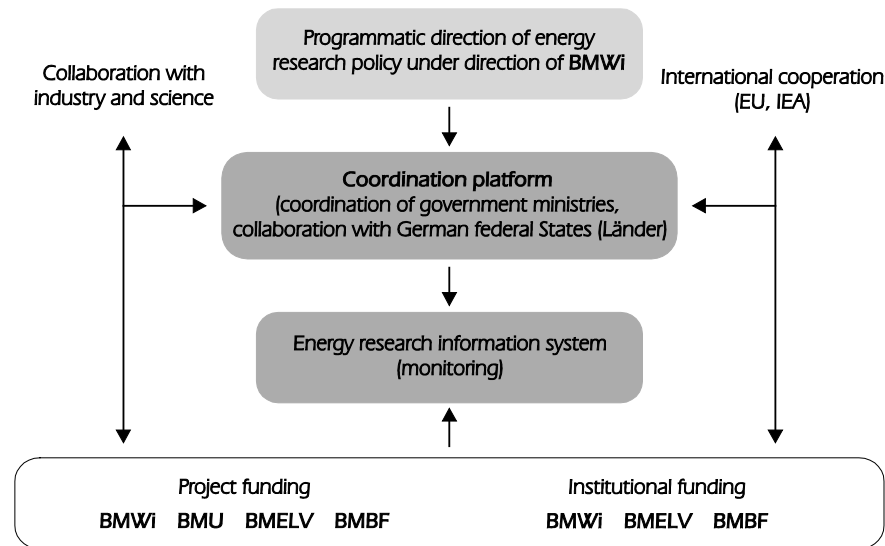 Programmatic direction of energy
research policy under direction of BMWi
Collaboration with
industry and science
International cooperation
(EU, IEA)
Coordination platform
(coordination of government ministries,
collaboration with German federal States (Länder)
Energy research information system
(monitoring)
Project funding
BMWi BMU BMELV BMBF
Institutional funding
BMWi BMELV BMBF